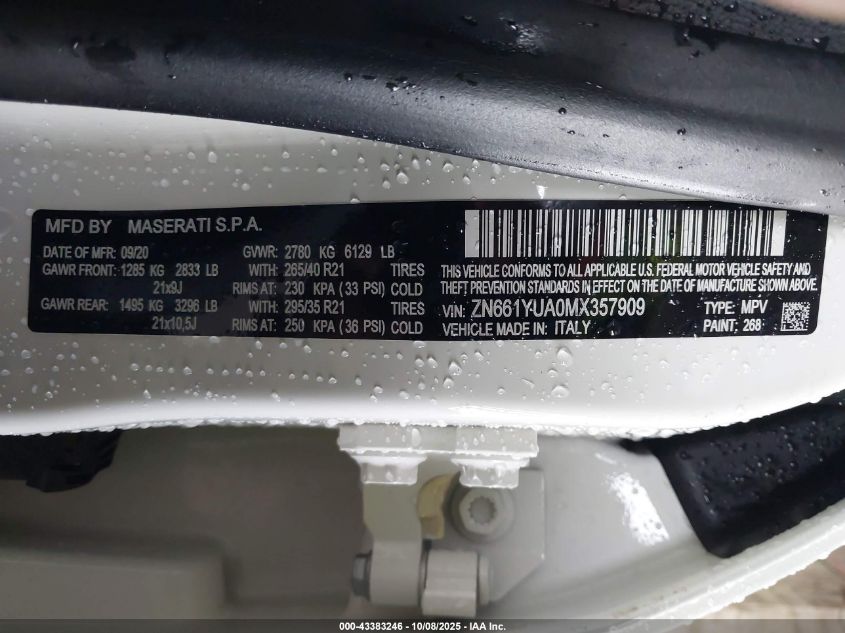 MFD BY MASERATI S.P.A.
DATE OF MFR: 09/20 GVWR: 2780 KG 6129 LB
GAWR FRONT: 1285 KG 2833 LB WITH: 265/40 R21 TIRES
21x9J RIMS AT: 230 KPA (33 PSI) COLD
GAWR REAR: 1495 KG 3296 LB WITH: 295/35 R21 TIRES
21x10,5J RIMS AT: 250 KPA (36 PSI) COLD
THIS VEHICLE CONFORMS TO ALL APPLICABLE U.S. FEDERAL MOTOR VEHICLE SAFETY AND
THEFT PREVENTION STANDARDS IN EFFECT ON THE DATE OF MANUFACTURE SHOWN ABOVE.
VIN: ZN661YUA0MX357909 TYPE: MPV
VEHICLE MADE IN: ITALY PAINT: 268
000-43383246 - 10/08/2025 - IAA Inc.